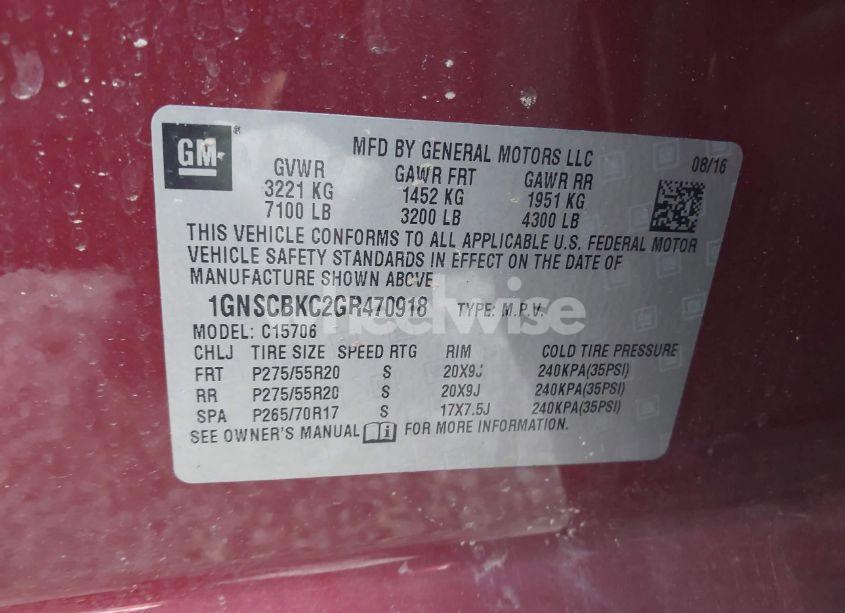 GM
®
MFD BY GENERAL MOTORS LLC 08/16
GVWR GAWR FRT GAWR RR
3221 KG 1452 KG 1951 KG
7100 LB 3200 LB 4300 LB
THIS VEHICLE CONFORMS TO ALL APPLICABLE U.S. FEDERAL MOTOR
VEHICLE SAFETY STANDARDS IN EFFECT ON THE DATE OF
MANUFACTURE SHOWN ABOVE.
1GNSCBKC2GR470918 TYPE: M.P.V.
MODEL: C15706
CHLJ TIRE SIZE SPEED RTG RIM COLD TIRE PRESSURE
FRT P275/55R20 S 20X9J 240KPA(35PSI)
RR P275/55R20 S 20X9J 240KPA(35PSI)
SPA P265/70R17 S 17X7.5J 240KPA(35PSI)
SEE OWNER'S MANUAL FOR MORE INFORMATION.